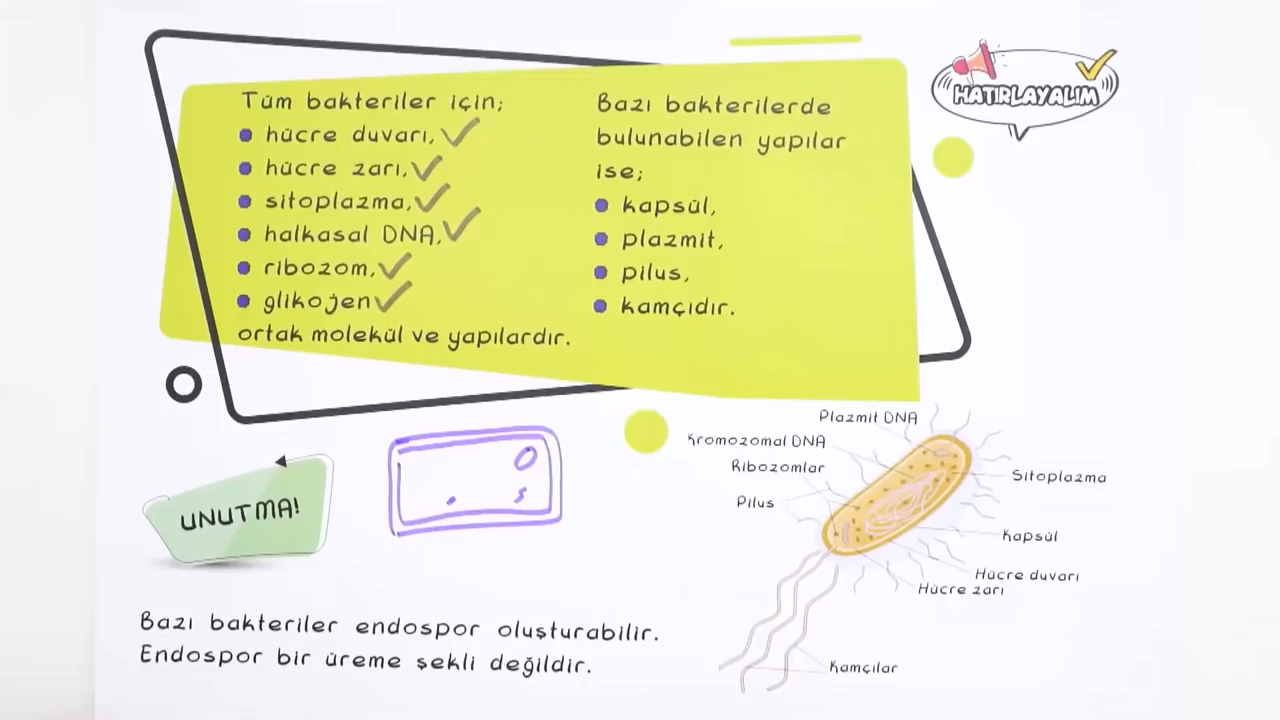 HATIRLAYALIM
Tüm bakteriler için;
hücre duvarı,
hücre zarı,
sitoplazma,
halkasal DNA,
ribozom,
glikojen
ortak molekül ve yapılardır.
Bazı bakterilerde
bulunabilen yapılar
ise;
kapsül,
plazmit,
pilus,
kamçıdır.
UNUTMA!
Bazı bakteriler endospor oluşturabilir.
Endospor bir üreme şekli değildir.
Plazmit DNA
Kromozomal DNA
Ribozomlar
Pilus
Sitoplazma
Kapsül
Hücre duvarı
Hücre zarı
Kamçılar